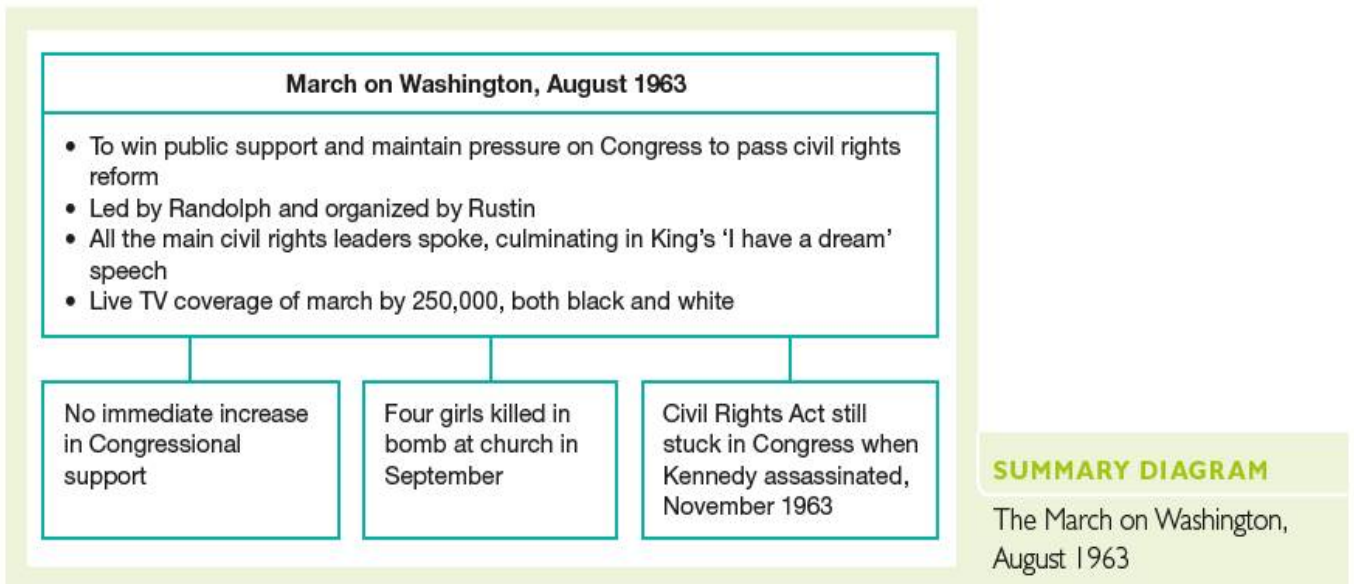 March on Washington, August 1963
• To win public support and maintain pressure on Congress to pass civil rights
reform
• Led by Randolph and organized by Rustin
• All the main civil rights leaders spoke, culminating in King's ‘I have a dream’
speech
• Live TV coverage of march by 250,000, both black and white
No immediate increase
in Congressional
support
Four girls killed in
bomb at church in
September
Civil Rights Act still
stuck in Congress when
Kennedy assassinated,
November 1963
SUMMARY DIAGRAM
The March on Washington,
August 1963